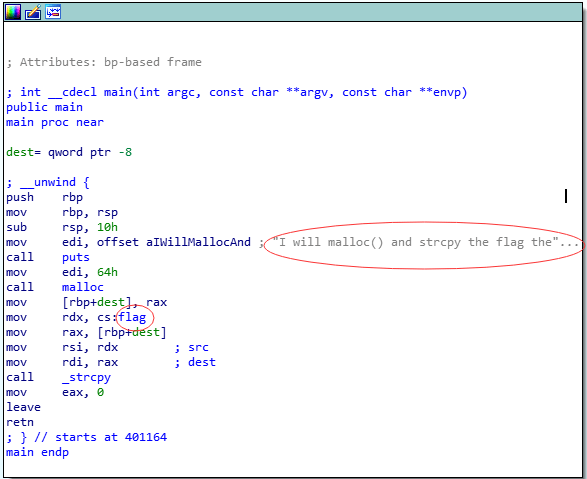 ; Attributes: bp-based frame
; int __cdecl main(int argc, const char **argv, const char **envp)
public main
main proc near
dest= qword ptr -8
; __unwind {
push    rbp
mov     rbp, rsp
sub     rsp, 10h
mov     edi, offset aIWillMallocAnd ; "I will malloc() and strcpy the flag the"...
call    puts
mov     edi, 64h
call    malloc
mov     [rbp+dest], rax
mov     rdx, cs:flag
mov     rax, [rbp+dest]
mov     rsi, rdx        ; src
mov     rdi, rax        ; dest
call    _strcpy
mov     eax, 0
leave
retn
; } // starts at 401164
main endp